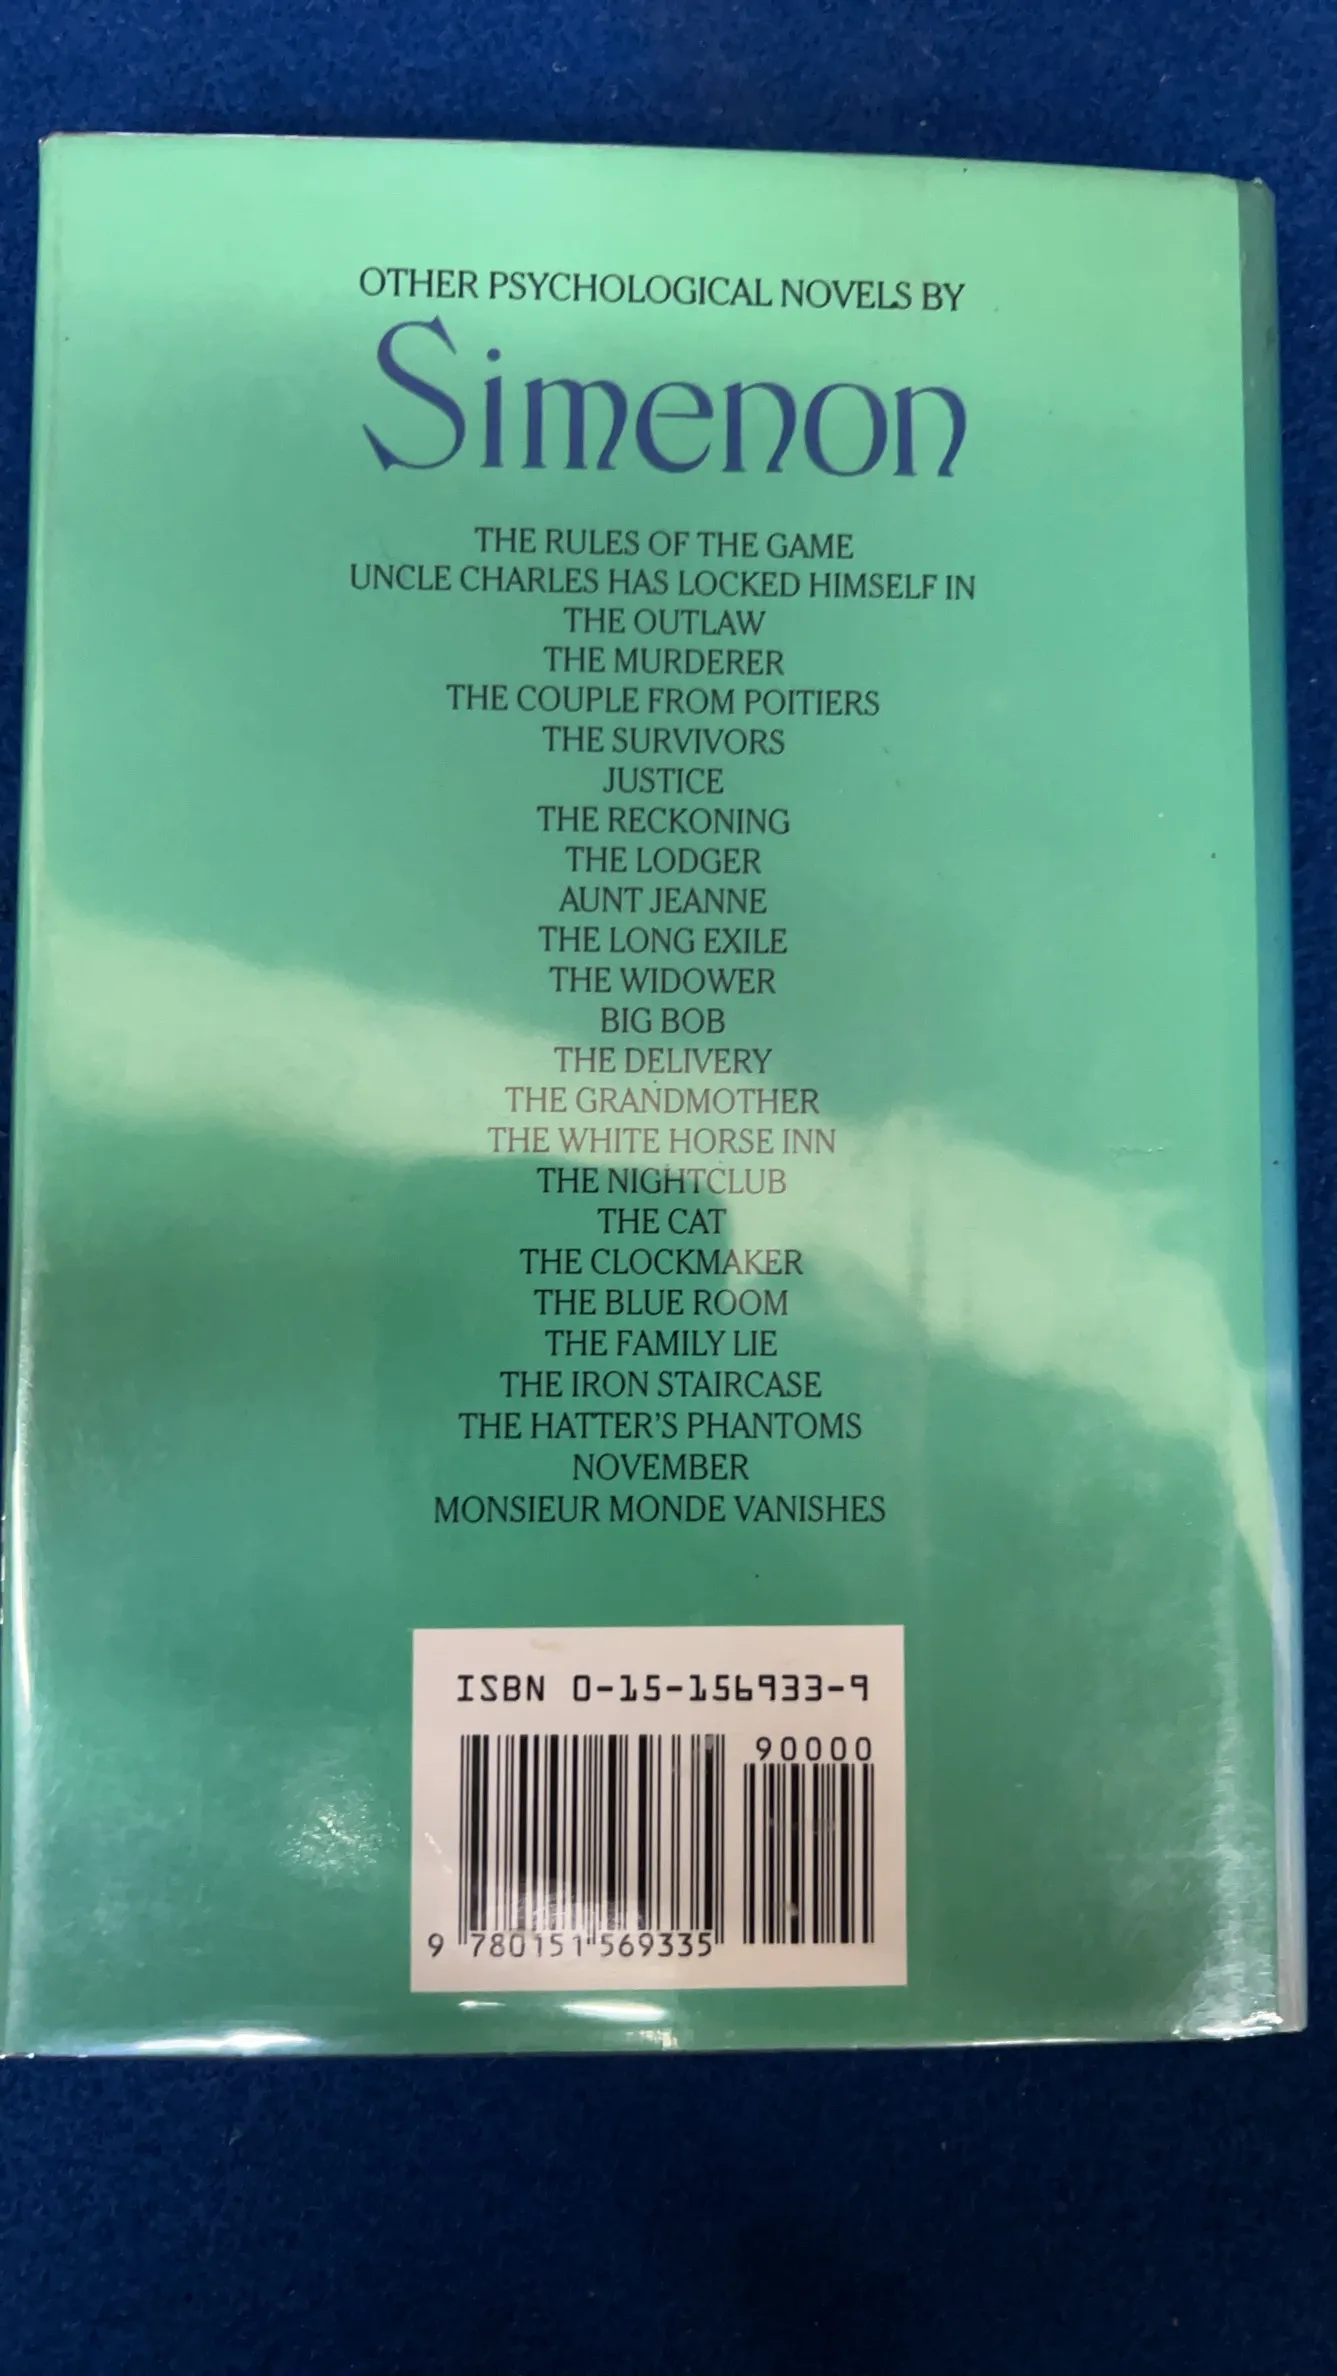 OTHER PSYCHOLOGICAL NOVELS BY
Simenon
THE RULES OF THE GAME
UNCLE CHARLES HAS LOCKED HIMSELF IN
THE OUTLAW
THE MURDERER
THE COUPLE FROM POITIERS
THE SURVIVORS
JUSTICE
THE RECKONING
THE LODGER
AUNT JEANNE
THE LONG EXILE
THE WIDOWER
BIG BOB
THE DELIVERY
THE GRANDMOTHER
THE WHITE HORSE INN
THE NIGHTCLUB
THE CAT
THE CLOCKMAKER
THE BLUE ROOM
THE FAMILY LIE
THE IRON STAIRCASE
THE HATTER'S PHANTOMS
NOVEMBER
MONSIEUR MONDE VANISHES
ISBN 0-15-156933-9
90000
9 780151 569335